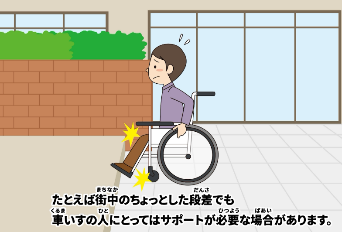 たとえば街中のちょっとした段差でも
車いすの人にとってはサポートが必要な場合があります。